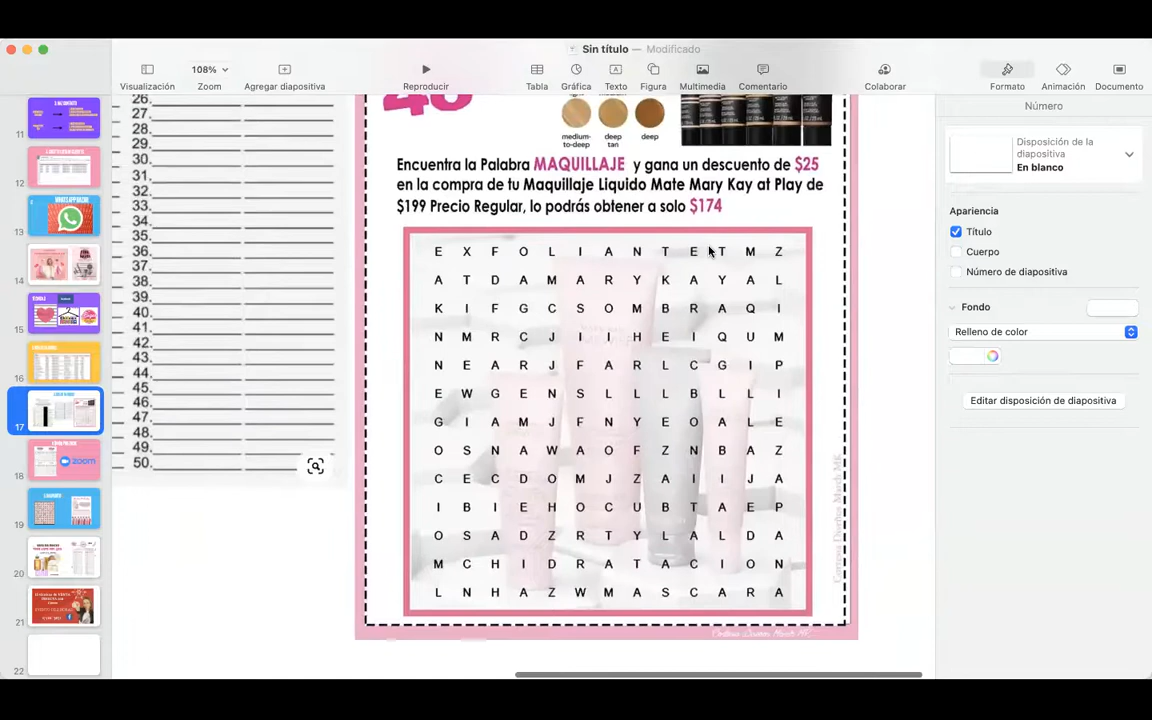 Sin título — Modificado
Visualización
108%
Zoom
Agregar diapositiva
Reproducir
Tabla
Gráfica
Texto
Figura
Multimedia
Comentario
Colaborar
Formato
Animación
Documento
11
12
13
14
15
16
17
18
19
20
21
22
26.
27.
28.
29.
30.
31.
32.
33.
34.
35.
36.
37.
38.
39.
40.
41.
42.
43.
44.
45.
46.
47.
48.
49.
50.
medium-
to-deep
deep
tan
deep
Encuentra la Palabra MAQUILLAJE y gana un descuento de $25
en la compra de tu Maquillaje Liquido Mate Mary Kay at Play de
$199 Precio Regular, lo podrás obtener a solo $174
E X F O L I A N T E T M Z
A T D A M A R Y K A Y A L
K I F G C S O M B R A Q I
N M R C J I I H E I Q U M
N E A R J F A R L C G I P
E W G E N S L L L B L L I
G I A M J F N Y E O A L E
O S N A W A O F Z N B A Z
C E C D O M J Z A I I J A
I B I E H O C U B T A E P
O S A D Z R T Y L A L D A
M C H I D R A T A C I O N
L N H A Z W M A S C A R A
Número
Disposición de la
diapositiva
En blanco
Apariencia
Título
Cuerpo
Número de diapositiva
Fondo
Relleno de color
Editar disposición de diapositiva
zoom